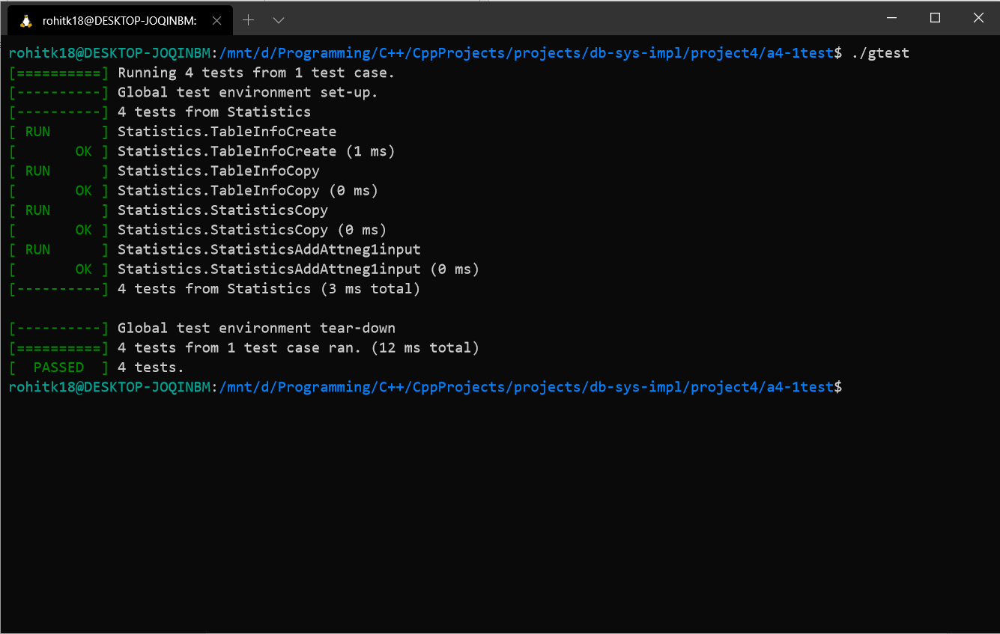 rohitk18@DESKTOP-JOQINBM:
rohitk18@DESKTOP-JOQINBM:/mnt/d/Programming/C++/CppProjects/projects/db-sys-impl/project4/a4-1test$ ./gtest
[==========] Running 4 tests from 1 test case.
[----------] Global test environment set-up.
[----------] 4 tests from Statistics
[ RUN      ] Statistics.TableInfoCreate
[       OK ] Statistics.TableInfoCreate (1 ms)
[ RUN      ] Statistics.TableInfoCopy
[       OK ] Statistics.TableInfoCopy (0 ms)
[ RUN      ] Statistics.StatisticsCopy
[       OK ] Statistics.StatisticsCopy (0 ms)
[ RUN      ] Statistics.StatisticsAddAttneg1input
[       OK ] Statistics.StatisticsAddAttneg1input (0 ms)
[----------] 4 tests from Statistics (3 ms total)

[----------] Global test environment tear-down
[==========] 4 tests from 1 test case ran. (12 ms total)
[  PASSED  ] 4 tests.
rohitk18@DESKTOP-JOQINBM:/mnt/d/Programming/C++/CppProjects/projects/db-sys-impl/project4/a4-1test$